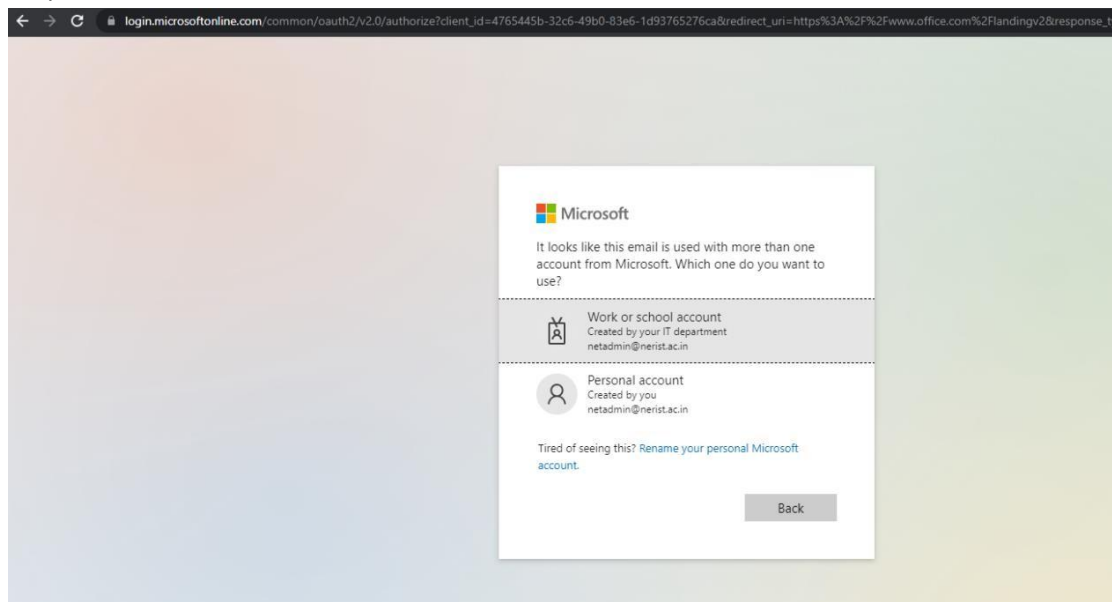 login.microsoftonline.com/common/oauth2/v2.0/authorize?client_id=4765445b-32c6-49b0-83e6-1d93765276ca&redirect_uri=https%3A%2F%2Fwww.office.com%2Flandingv2&response_t
Microsoft
It looks like this email is used with more than one
account from Microsoft. Which one do you want to
use?
Work or school account
Created by your IT department
netadmin@nerist.ac.in
Personal account
Created by you
netadmin@nerist.ac.in
Tired of seeing this? Rename your personal Microsoft
account.
Back